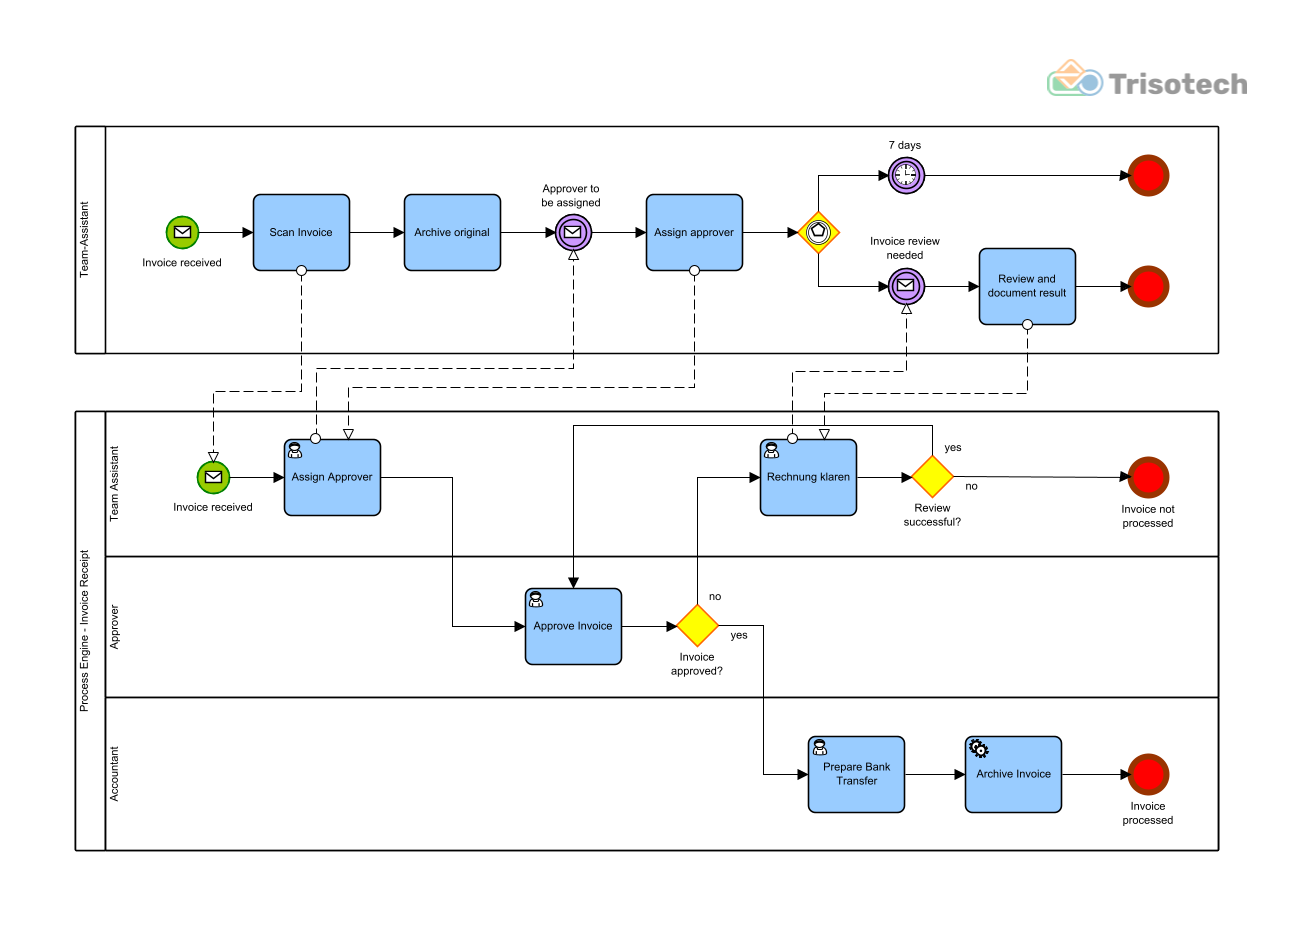 Trisotech
Team-Assistant
7 days
Approver to
be assigned
Scan Invoice
Archive original
Assign approver
Invoice received
Invoice review
needed
Review and
document result
Process Engine - Invoice Receipt
Team Assistant
Assign Approver
Invoice received
Rechnung klaren
yes
no
Review
successful?
Invoice not
processed
Approver
Approve Invoice
no
yes
Invoice
approved?
Accountant
Prepare Bank
Transfer
Archive Invoice
Invoice
processed